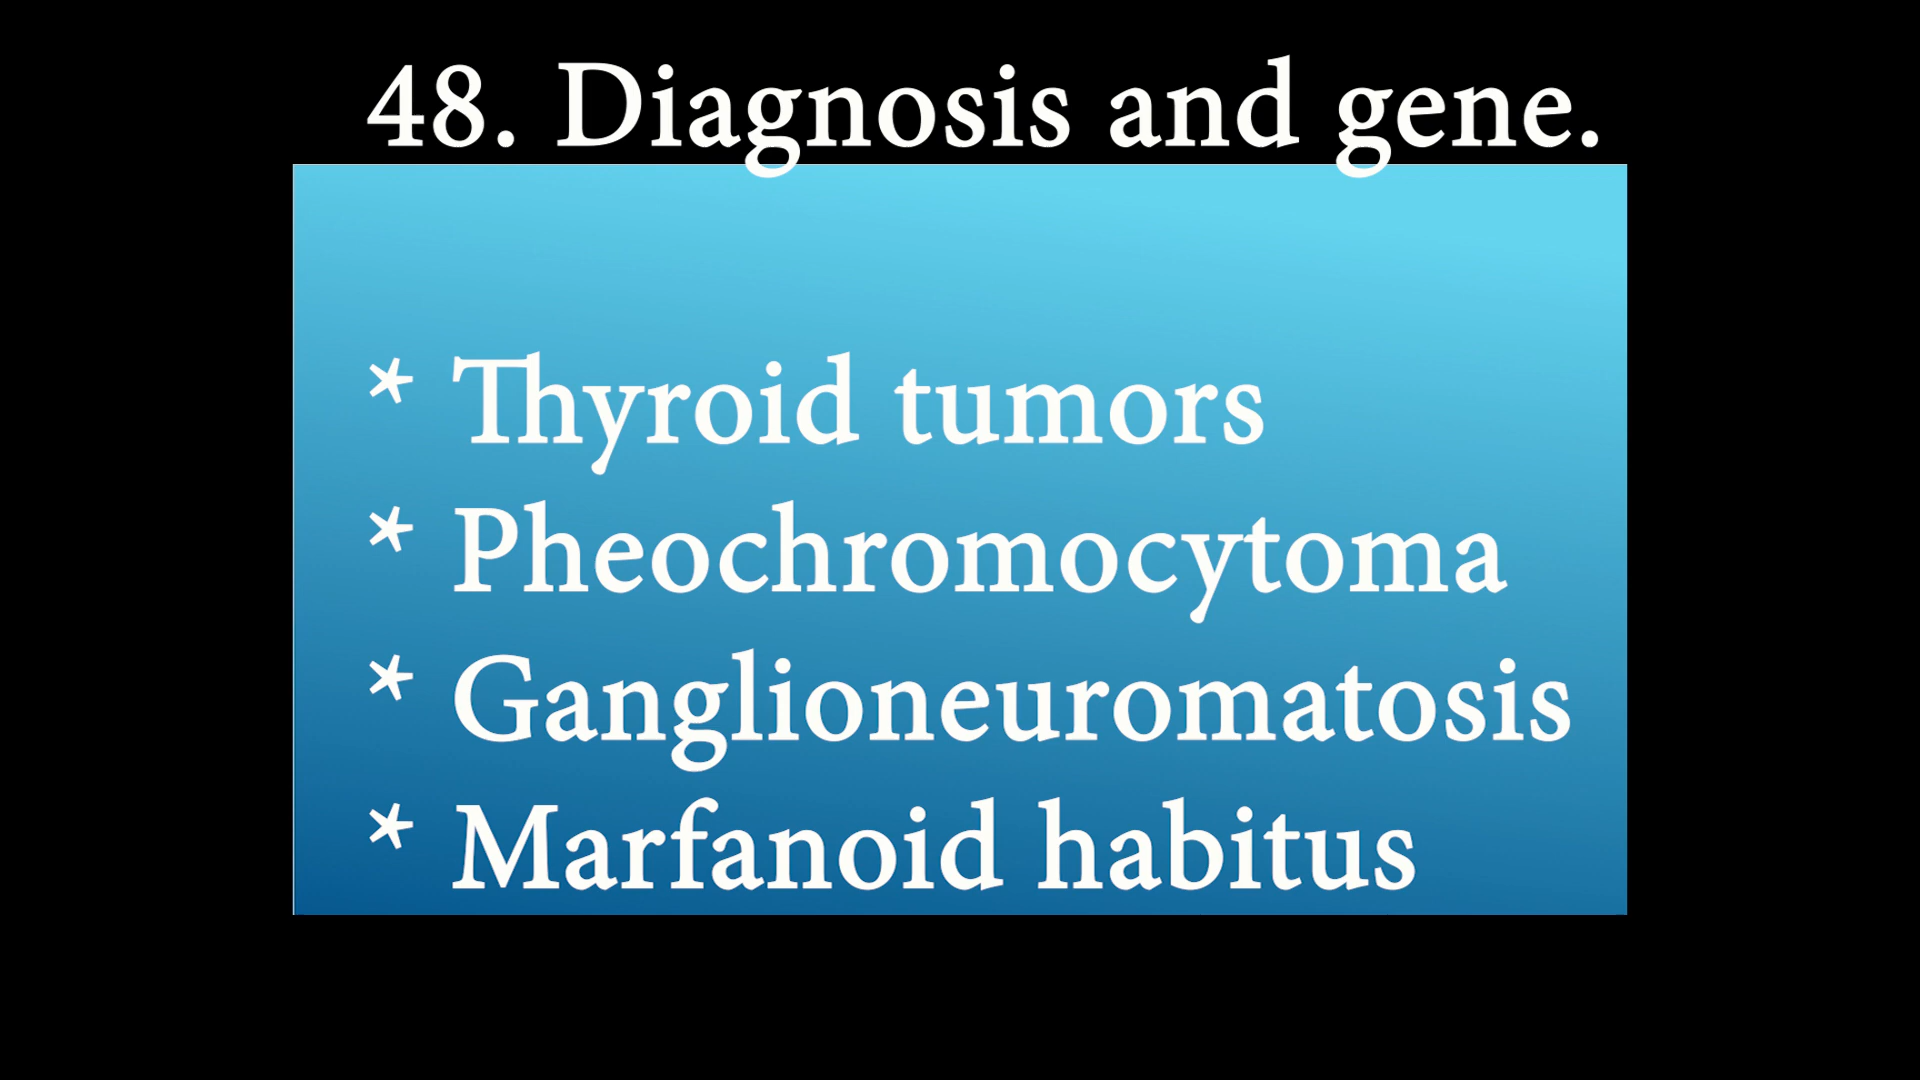 48. Diagnosis and gene.
* Thyroid tumors
* Pheochromocytoma
* Ganglioneuromatosis
* Marfanoid habitus